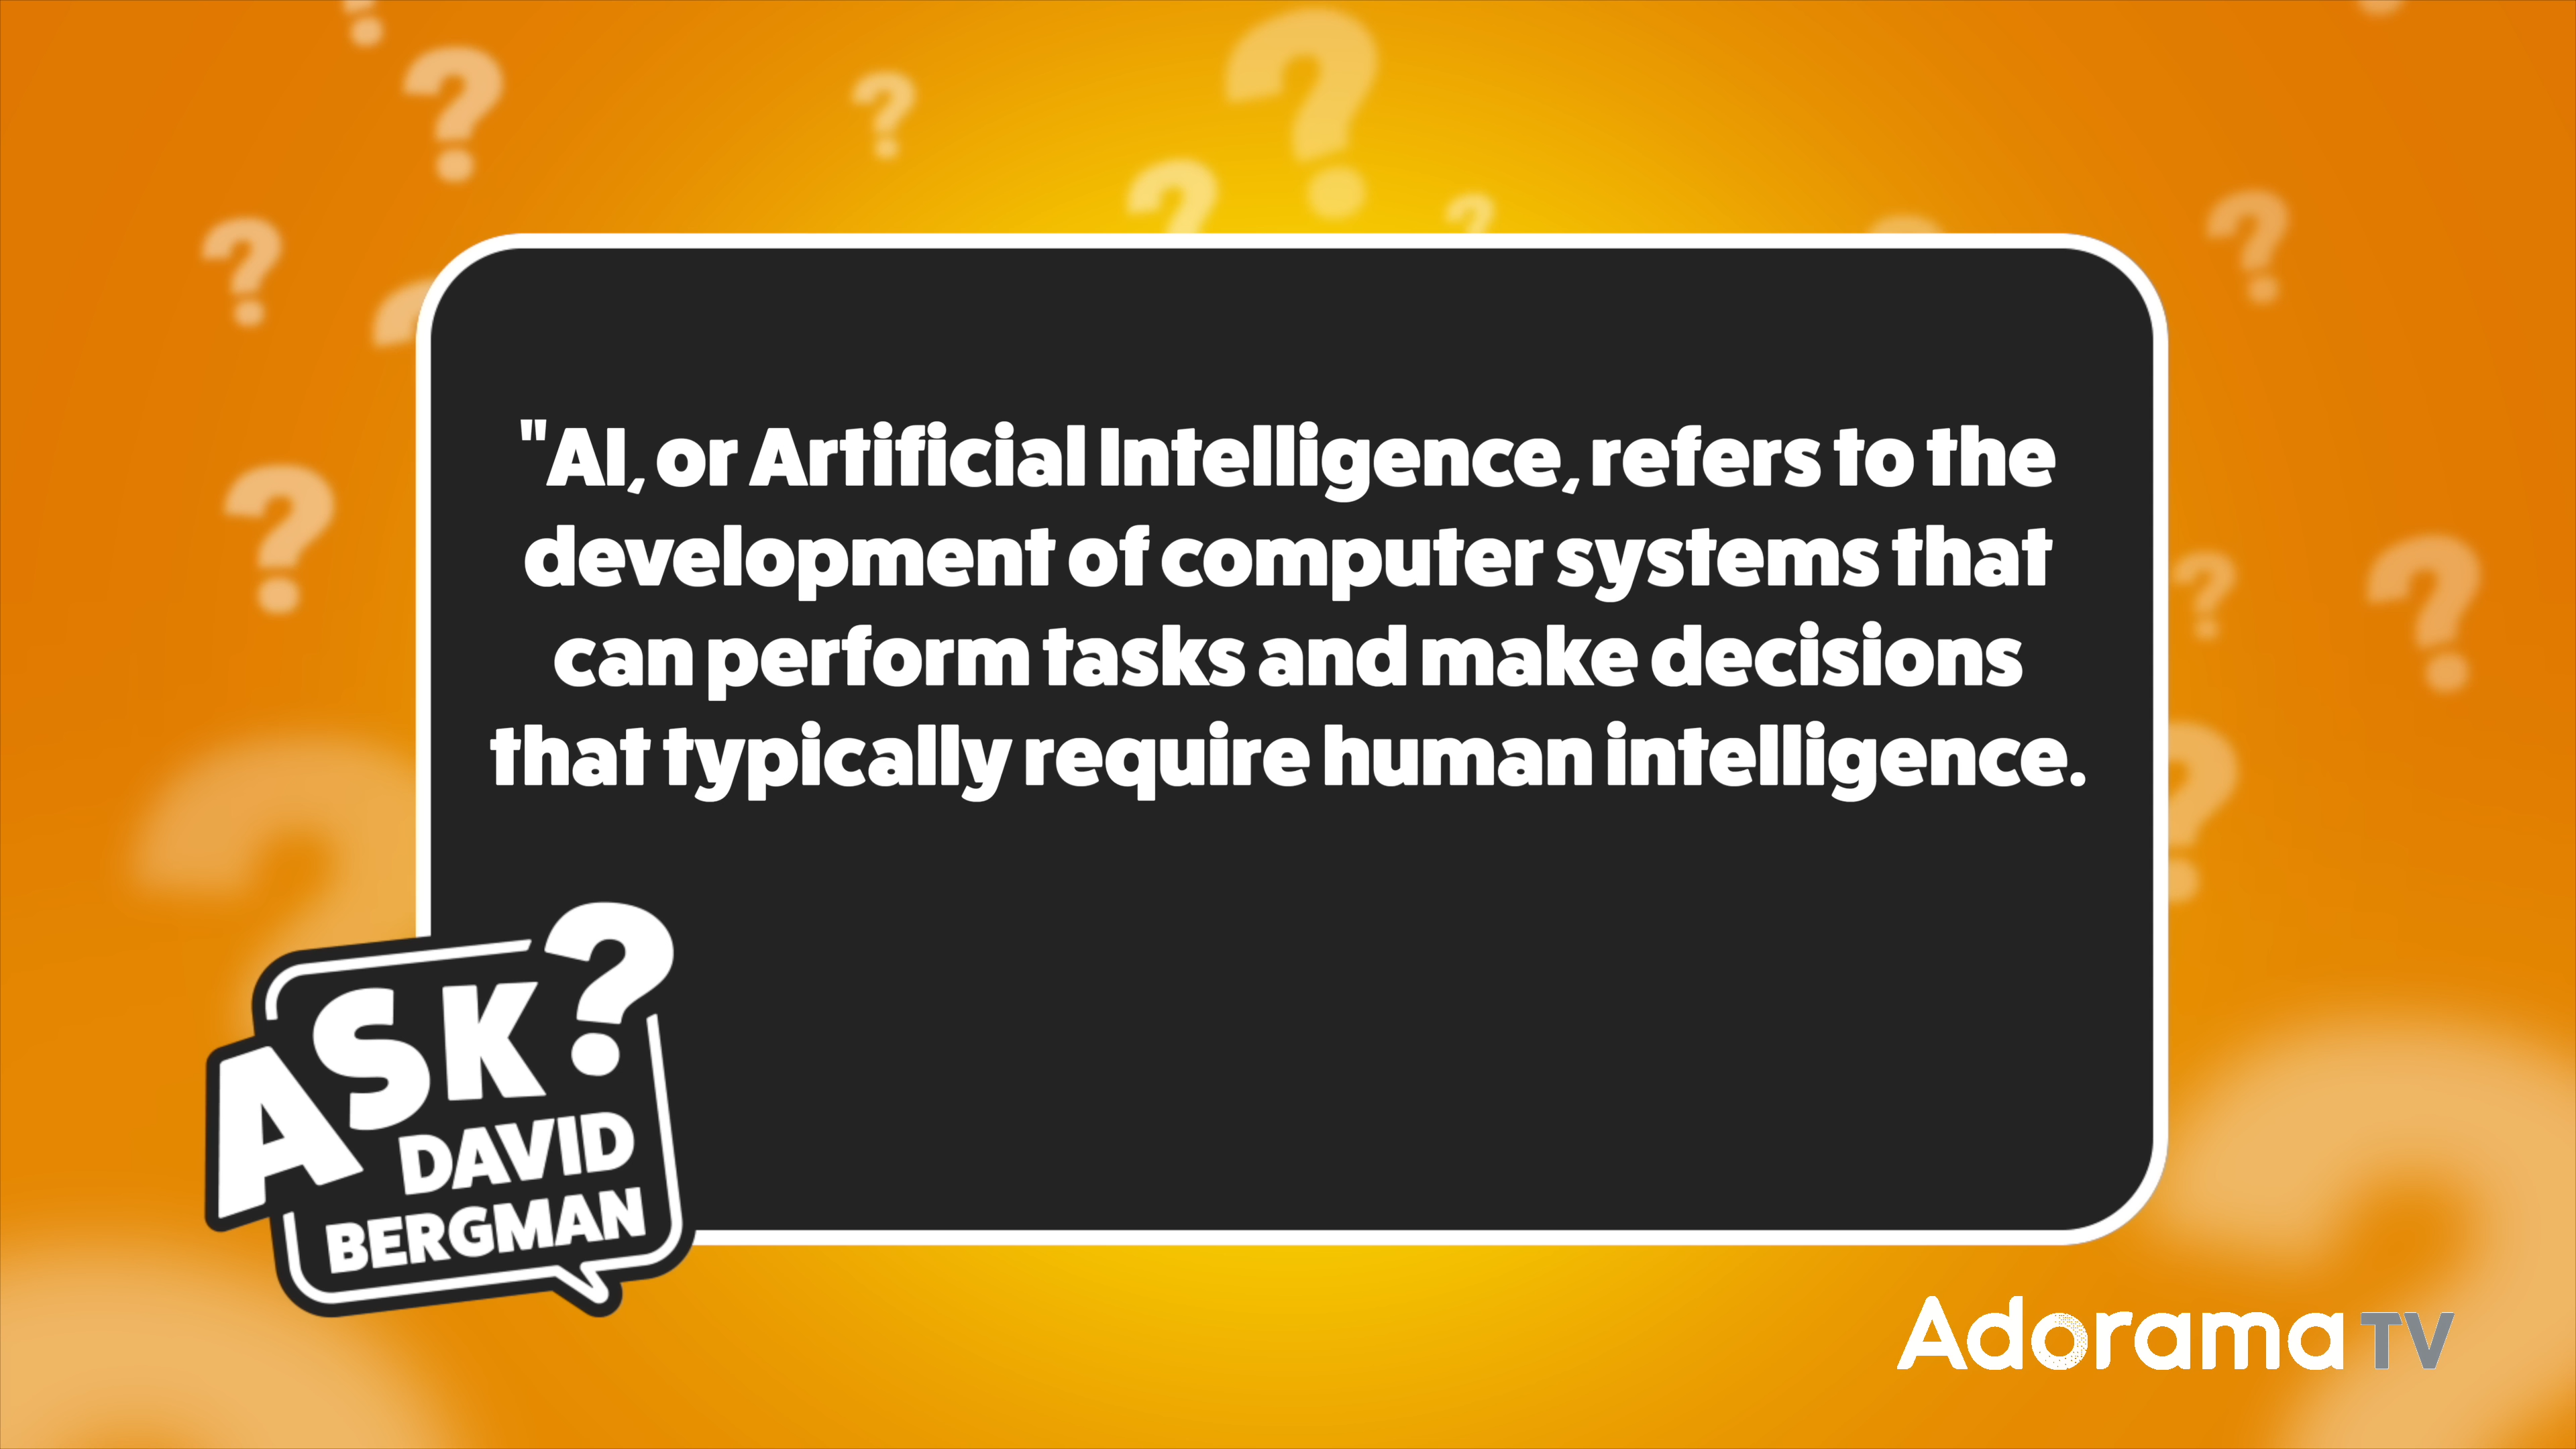 "AI, or Artificial Intelligence, refers to the
development of computer systems that
can perform tasks and make decisions
that typically require human intelligence.
ASK?
DAVID
BERGMAN
Adorama TV